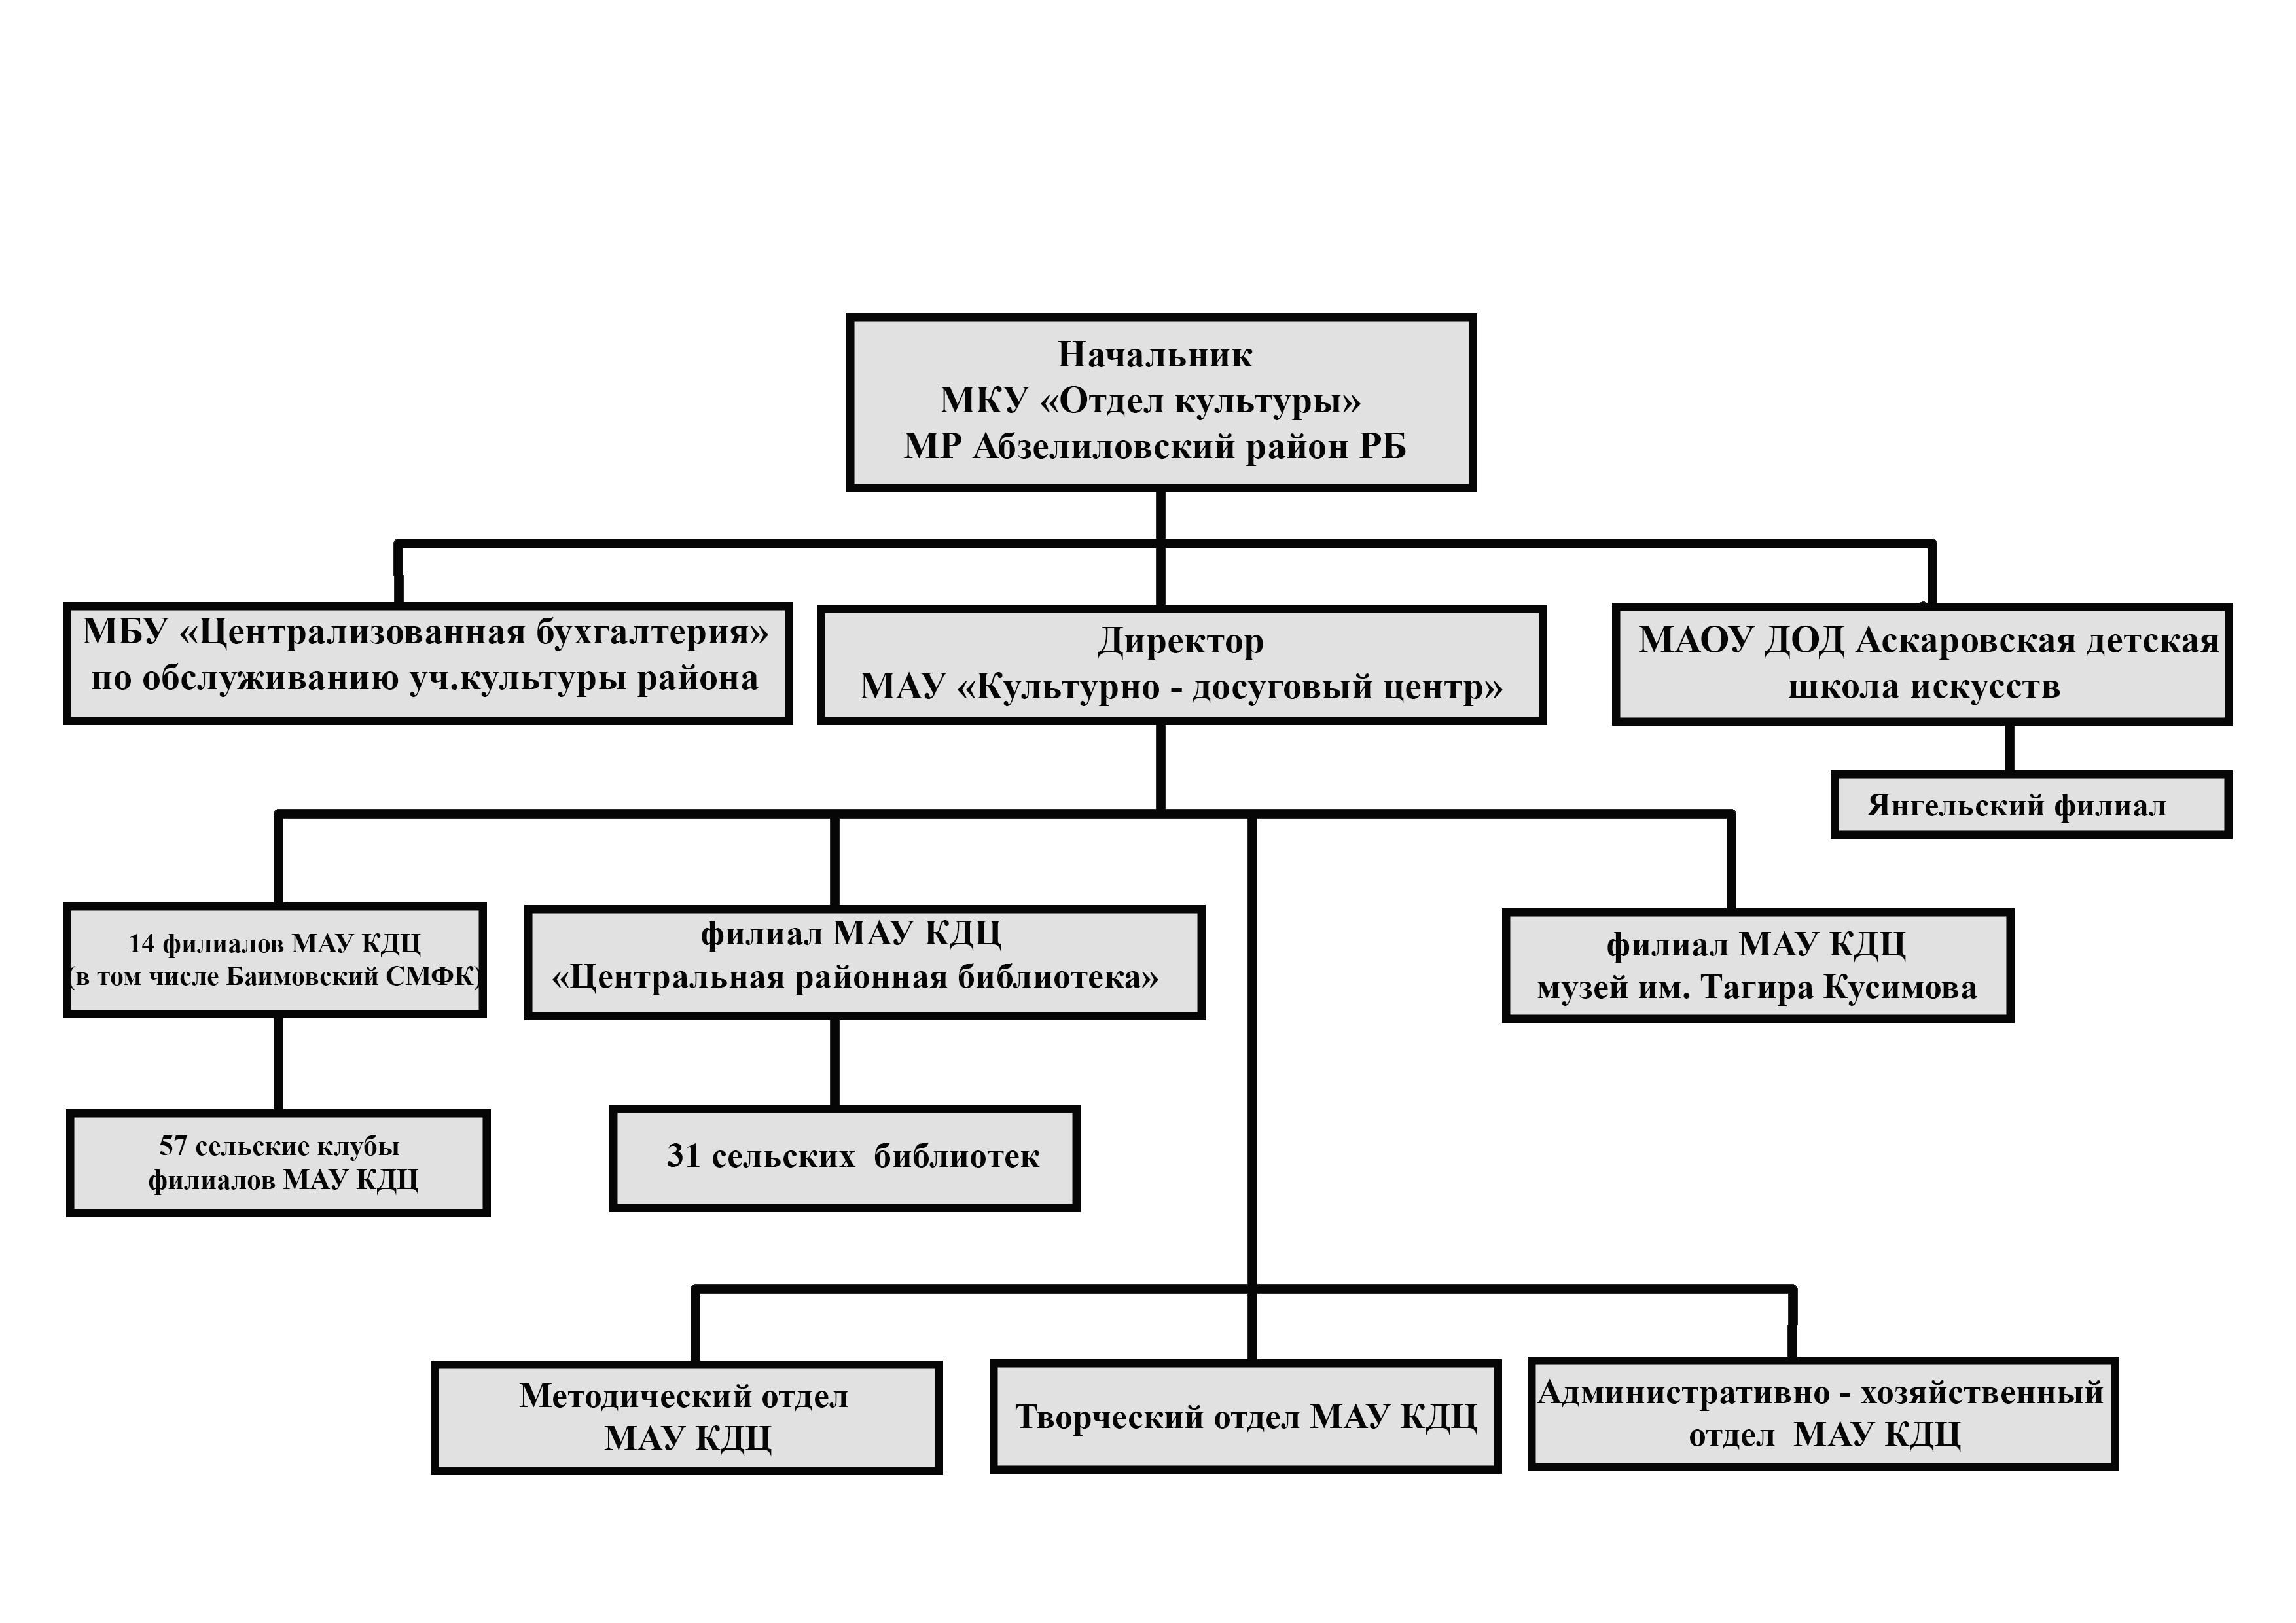 Начальник
МКУ «Отдел культуры»
МР Абзелиловский район РБ
МБУ «Централизованная бухгалтерия»
по обслуживанию уч.культуры района
Директор
МАУ «Культурно - досуговый центр»
МАОУ ДОД Аскаровская детская
школа искусств
Янгельский филиал
14 филиалов МАУ КДЦ
(в том числе Баимовский СМФК)
филиал МАУ КДЦ
«Центральная районная библиотека»
филиал МАУ КДЦ
музей им. Тагира Кусимова
57 сельские клубы
филиалов МАУ КДЦ
31 сельских  библиотек
Методический отдел
МАУ КДЦ
Творческий отдел МАУ КДЦ
Административно - хозяйственный
отдел  МАУ КДЦ